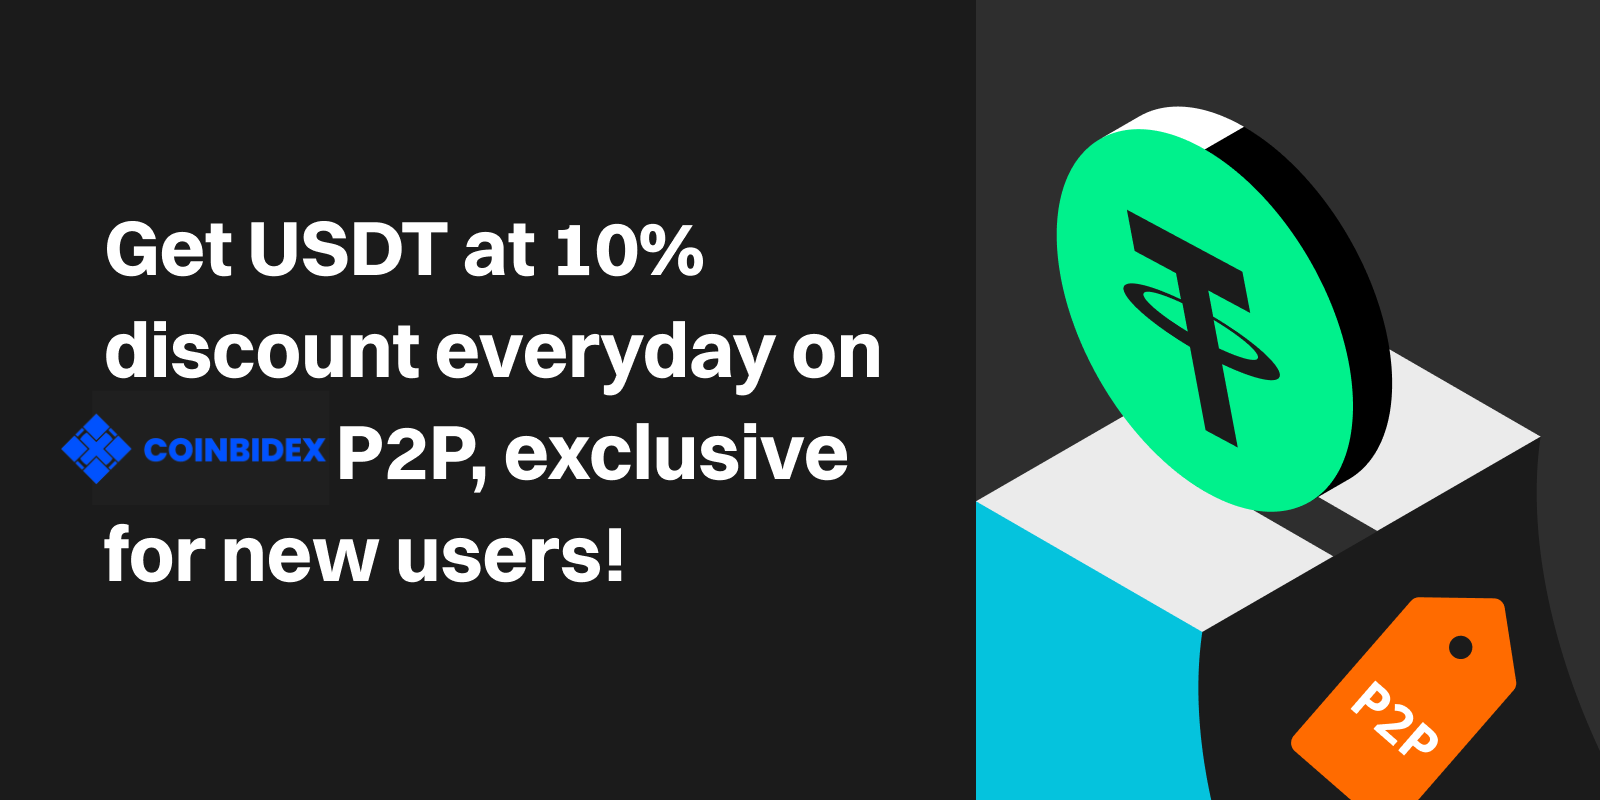 Get USDT at 10%
discount everyday on
COINBIDEX P2P, exclusive
for new users!
P2P